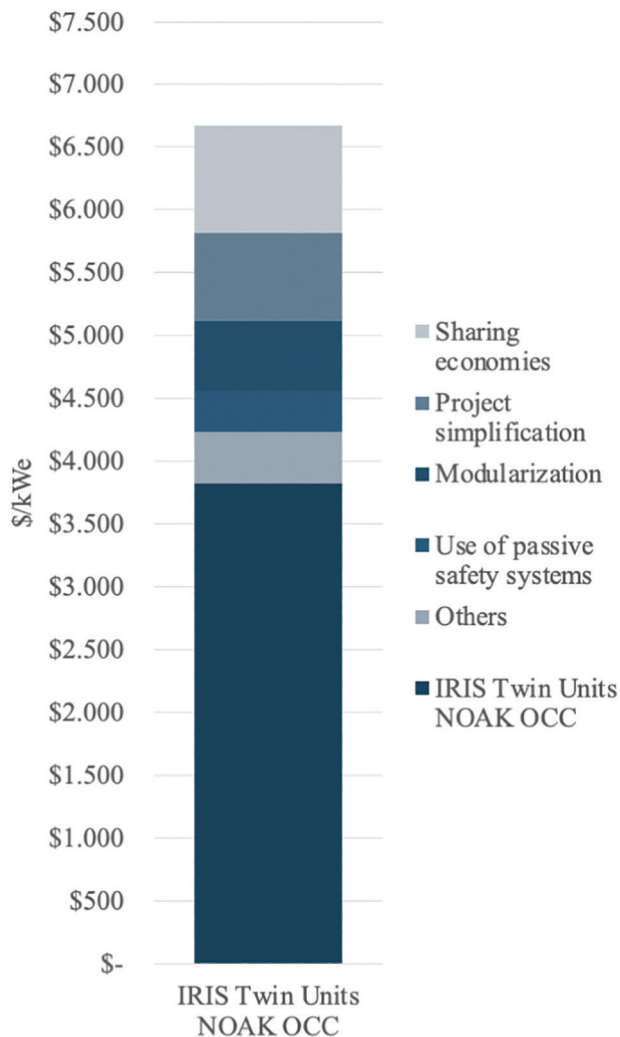 $7.500
$7.000
$6.500
$6.000
$5.500
$5.000
$4.500
$4.000
$3.500
$3.000
$2.500
$2.000
$1.500
$1.000
$500
$-
$/kWe
IRIS Twin Units
NOAK OCC
Sharing
economies
Project
simplification
Modularization
Use of passive
safety systems
Others
IRIS Twin Units
NOAK OCC